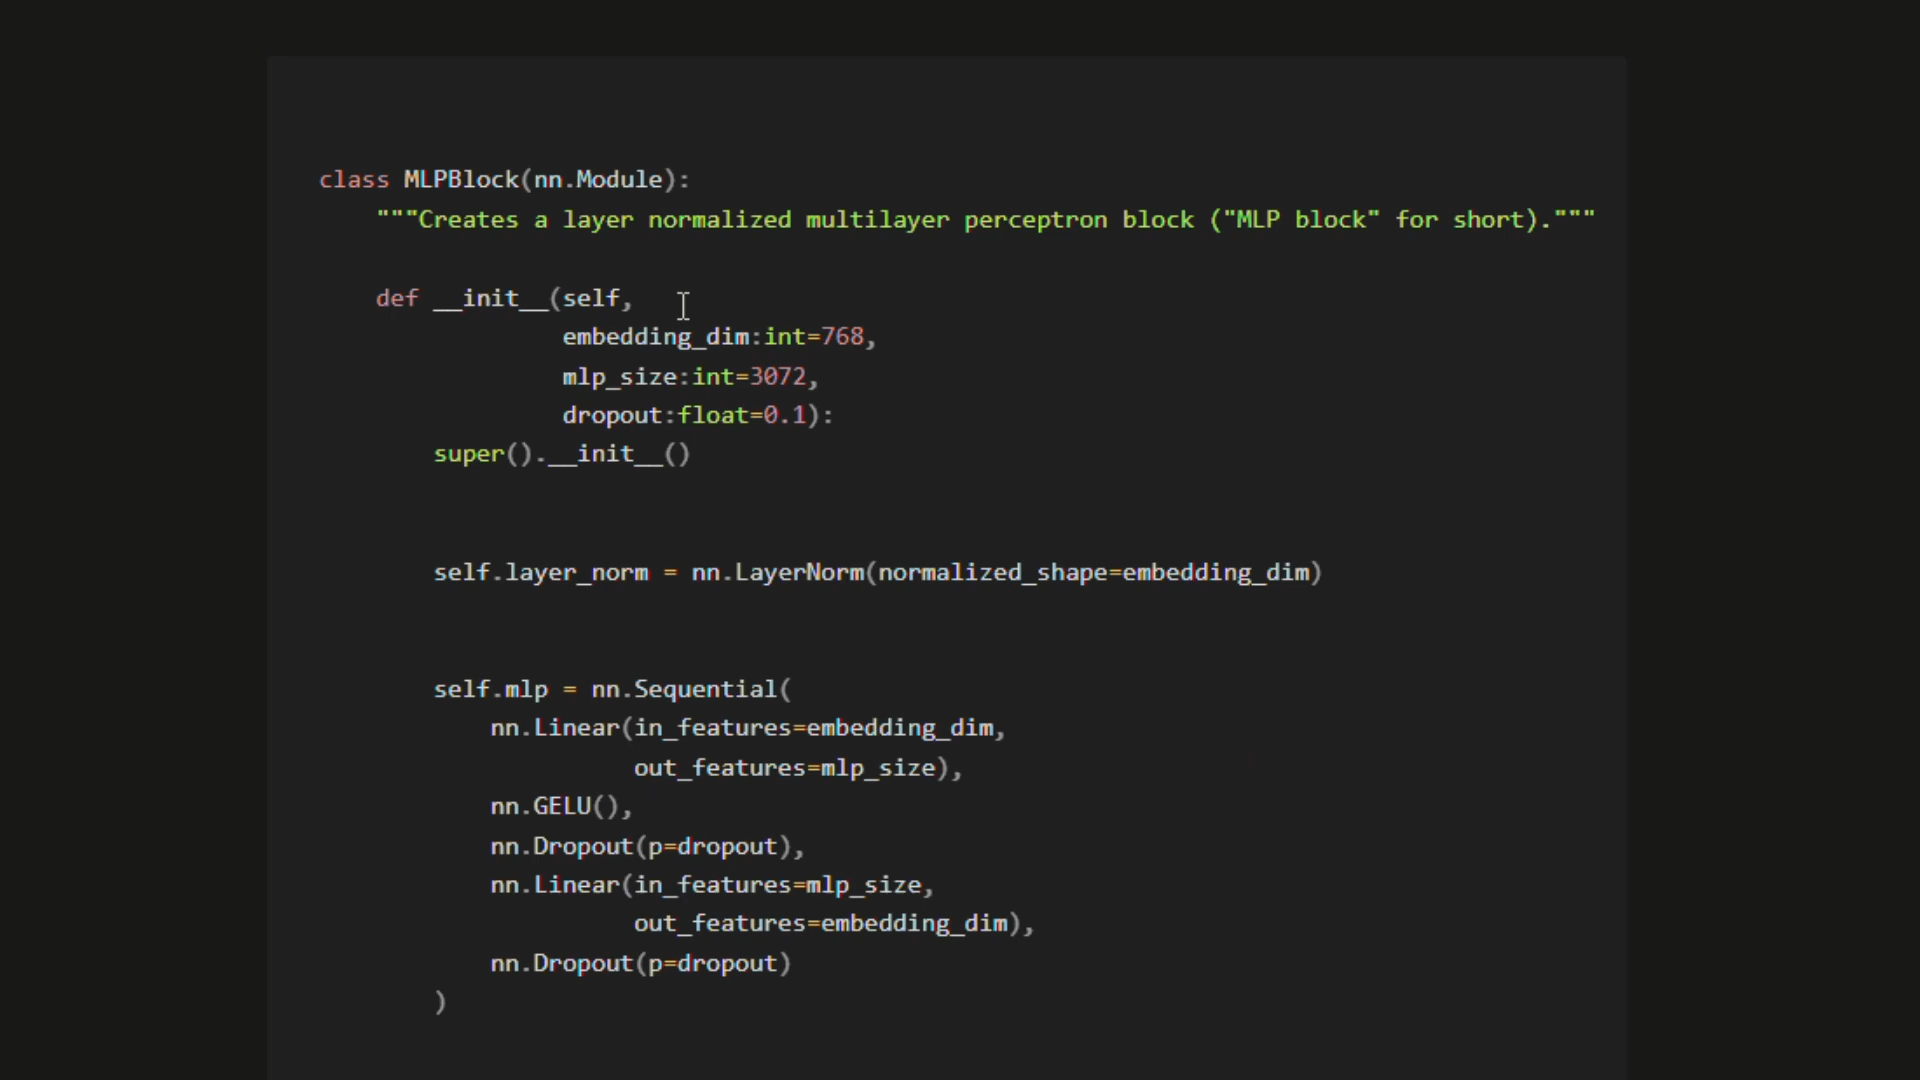 class MLPBlock(nn.Module):
    """Creates a layer normalized multilayer perceptron block ("MLP block" for short)."""
    def __init__(self,
                 embedding_dim:int=768,
                 mlp_size:int=3072,
                 dropout:float=0.1):
        super().__init__()
        self.layer_norm = nn.LayerNorm(normalized_shape=embedding_dim)
        self.mlp = nn.Sequential(
            nn.Linear(in_features=embedding_dim,
                      out_features=mlp_size),
            nn.GELU(),
            nn.Dropout(p=dropout),
            nn.Linear(in_features=mlp_size,
                      out_features=embedding_dim),
            nn.Dropout(p=dropout)
        )